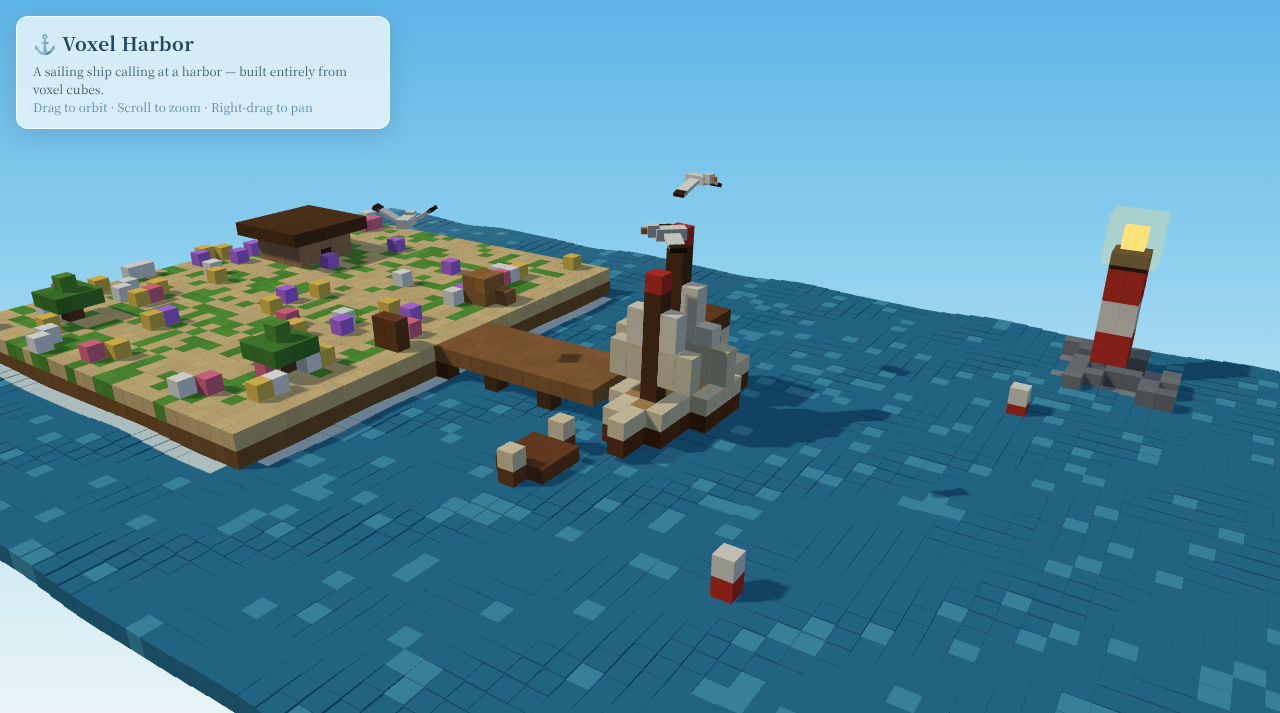 ⚓ Voxel Harbor
A sailing ship calling at a harbor — built entirely from
voxel cubes.
Drag to orbit · Scroll to zoom · Right-drag to pan